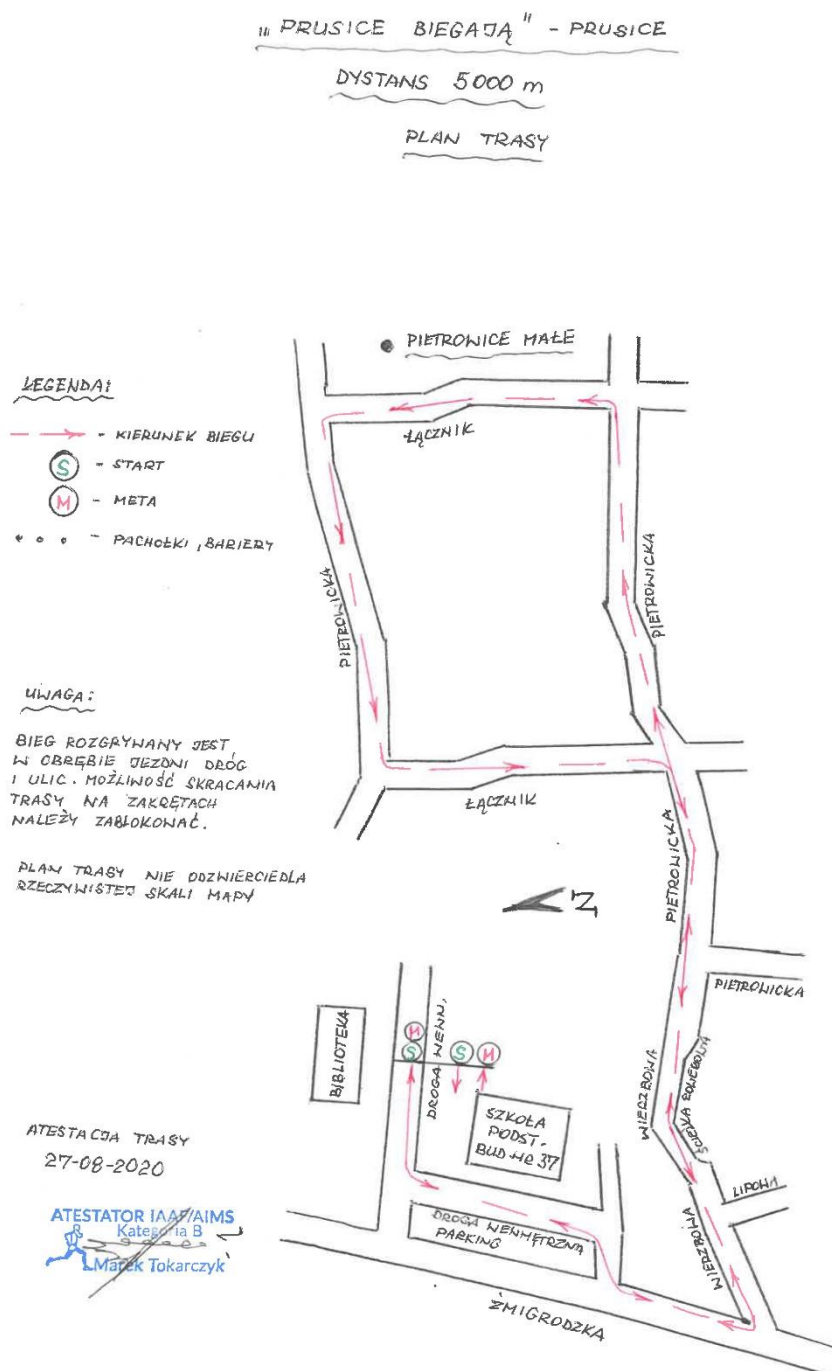 „PRUSICE BIEGAJĄ" - PRUSICE
DYSTANS 5000 m
PLAN TRASY
PIETROWICE MAŁE
LEGENDA:
- KIERUNEK BIEGU
S - START
M - META
- PACHOŁKI, BARIERY
ŁĄCZNIK
PIETROWICKA
PIETROWICKA
UWAGA:
BIEG ROZGRYWANY JEST
W OBRĘBIE JEZDNI DRÓG
I ULIC. MOŻLIWOŚĆ SKRACANIA
TRASY NA ZAKRĘTACH
NALEŻY ZABLOKOWAĆ.
ŁĄCZNIK
PLAN TRASY NIE ODZWIERCIEDLA
RZECZYWISTEJ SKALI MAPY
PIETROWICKA
N
PIETROWICKA
BIBLIOTEKA
M
S
DROGA WEWN.
S
M
SZKOŁA
PODST.
BUD. NR 37
WIERZBOWA
LIPOWA
WIERZBOWA
DROGA WEWNĘTRZNA
PARKING
ŻMIGRODZKA
ATESTACJA TRASY
27-08-2020
ATESTATOR IAAF/AIMS
Kategoria B
Marek Tokarczyk